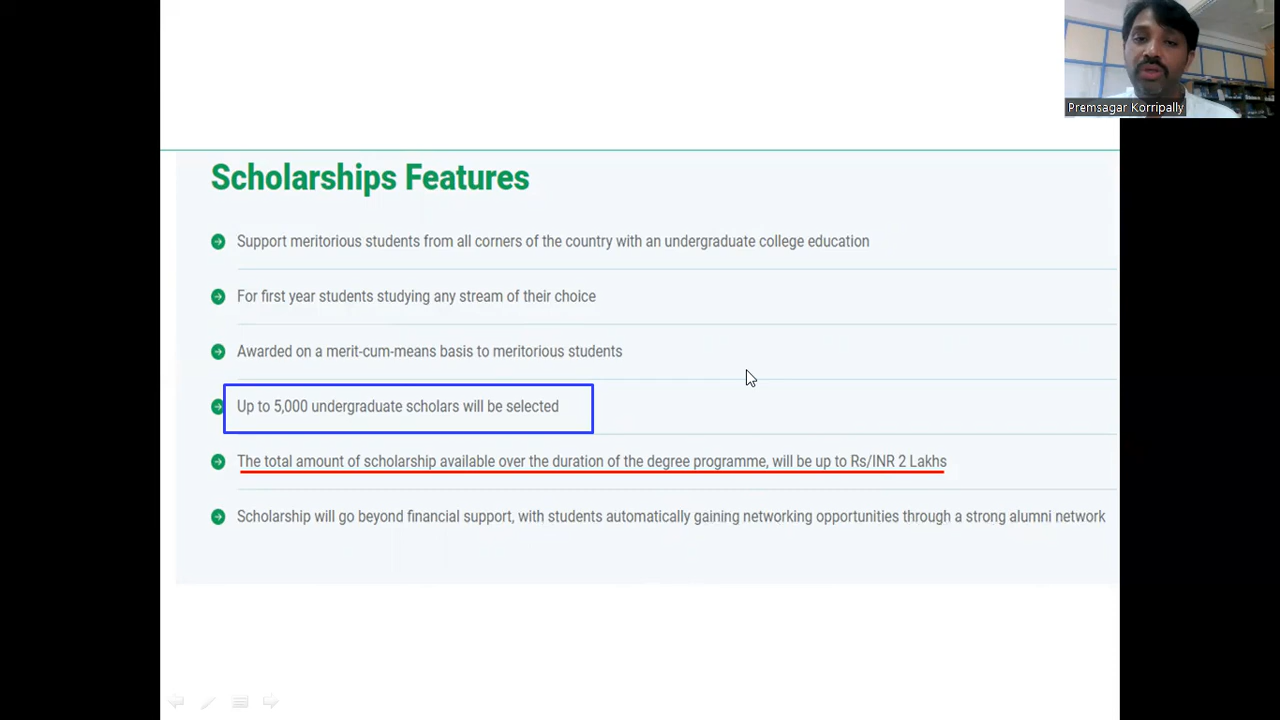 Premsagar Korripally
Scholarships Features
Support meritorious students from all corners of the country with an undergraduate college education
For first year students studying any stream of their choice
Awarded on a merit-cum-means basis to meritorious students
Up to 5,000 undergraduate scholars will be selected
The total amount of scholarship available over the duration of the degree programme, will be up to Rs/INR 2 Lakhs
Scholarship will go beyond financial support, with students automatically gaining networking opportunities through a strong alumni network